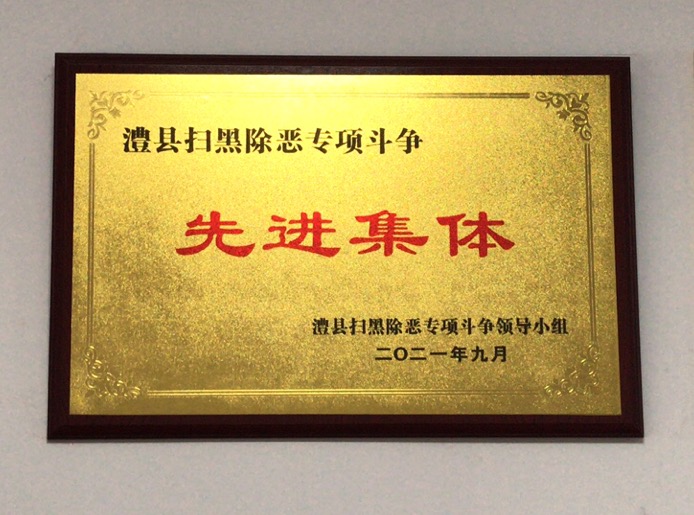 澧县扫黑除恶专项斗争
先进集体
澧县扫黑除恶专项斗争领导小组
二〇二一年九月